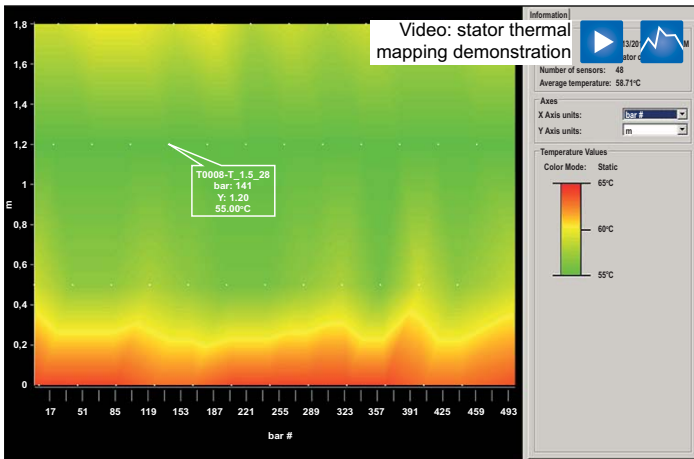 Video: stator thermal
mapping demonstration
1,8
1,6
1,4
1,2
1
0,8
0,6
0,4
0,2
0
m
T0008-T_1.5_28
bar: 141
Y: 1.20
55.00°C
17 51 85 119 153 187 221 255 289 323 357 391 425 459 493
bar #
Information
Number of sensors: 48
Average temperature: 58.71°C
Axes
X Axis units: bar #
Y Axis units: m
Temperature Values
Color Mode: Static
65°C
60°C
55°C